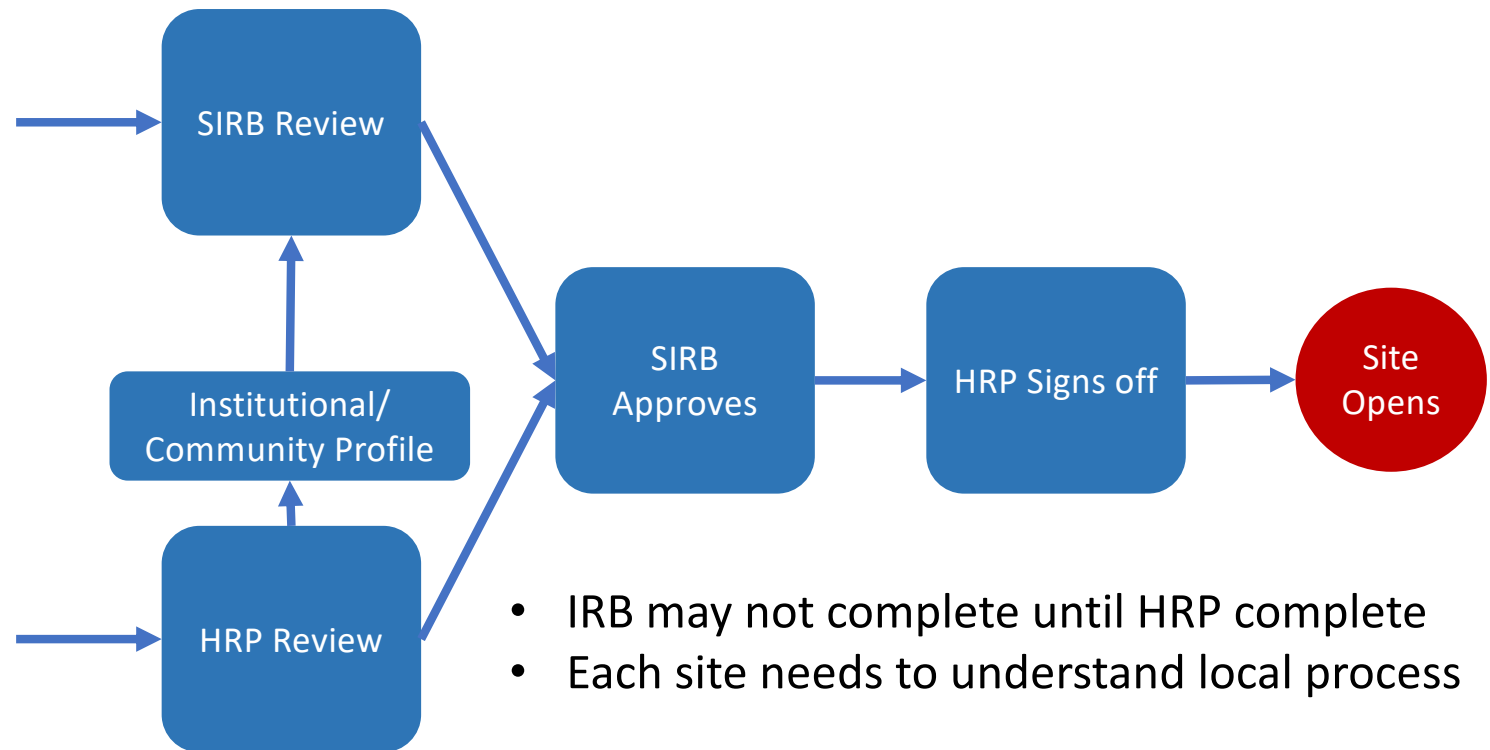 SIRB Review
Institutional/
Community Profile
HRP Review
SIRB
Approves
HRP Signs off
Site
Opens
• IRB may not complete until HRP complete
• Each site needs to understand local process